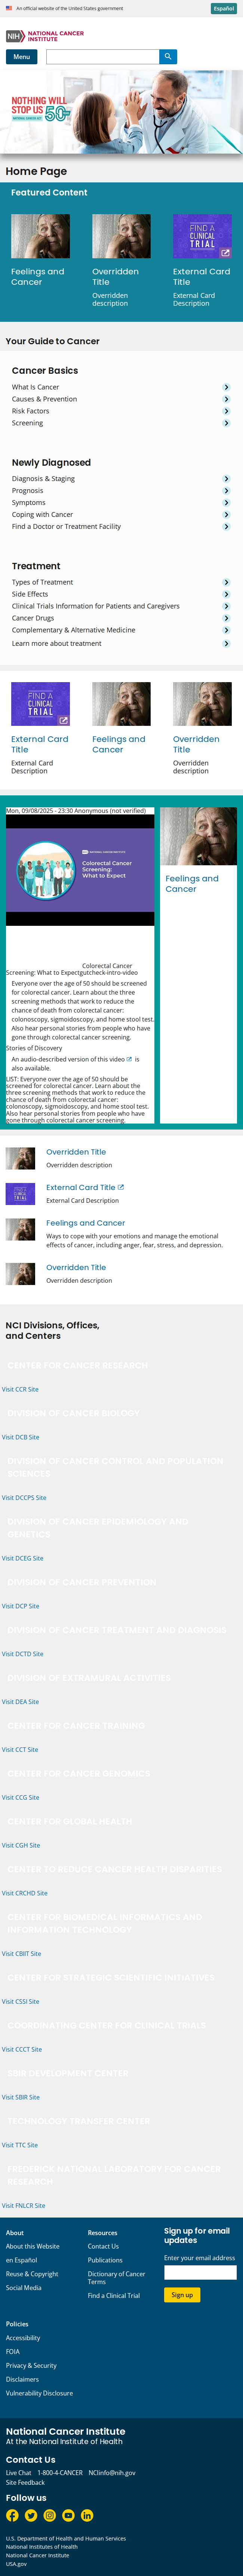 An official website of the United States government
Español
NIH NATIONAL CANCER
INSTITUTE
Menu
NOTHING WILL
STOP US
NATIONAL CANCER ACT
50
Home Page
Featured Content
FIND A
CLINICAL
TRIAL
Feelings and
Cancer
Overridden
Title
Overridden
description
External Card
Title
External Card
Description
Your Guide to Cancer
Cancer Basics
What Is Cancer
Causes & Prevention
Risk Factors
Screening
Newly Diagnosed
Diagnosis & Staging
Prognosis
Symptoms
Coping with Cancer
Find a Doctor or Treatment Facility
Treatment
Types of Treatment
Side Effects
Clinical Trials Information for Patients and Caregivers
Cancer Drugs
Complementary & Alternative Medicine
Learn more about treatment
FIND A
CLINICAL
TRIAL
External Card
Title
External Card
Description
Feelings and
Cancer
Overridden
Title
Overridden
description
Mon, 09/08/2025 - 23:30 Anonymous (not verified)
Colorectal Cancer
Screening:
What to Expect
Colorectal Cancer
Screening: What to Expectgutcheck-intro-video
Everyone over the age of 50 should be screened
for colorectal cancer. Learn about the three
screening methods that work to reduce the
chance of death from colorectal cancer:
colonoscopy, sigmoidoscopy, and home stool test.
Also hear personal stories from people who have
gone through colorectal cancer screening.
Stories of Discovery
An audio-described version of this video is
also available.
LIST: Everyone over the age of 50 should be
screened for colorectal cancer. Learn about the
three screening methods that work to reduce the
chance of death from colorectal cancer:
colonoscopy, sigmoidoscopy, and home stool test.
Also hear personal stories from people who have
gone through colorectal cancer screening.
Feelings and
Cancer
Overridden Title
Overridden description
External Card Title
External Card Description
Feelings and Cancer
Ways to cope with your emotions and manage the emotional
effects of cancer, including anger, fear, stress, and depression.
Overridden Title
Overridden description
NCI Divisions, Offices,
and Centers
CENTER FOR CANCER RESEARCH
Visit CCR Site
DIVISION OF CANCER BIOLOGY
Visit DCB Site
DIVISION OF CANCER CONTROL AND POPULATION
SCIENCES
Visit DCCPS Site
DIVISION OF CANCER EPIDEMIOLOGY AND
GENETICS
Visit DCEG Site
DIVISION OF CANCER PREVENTION
Visit DCP Site
DIVISION OF CANCER TREATMENT AND DIAGNOSIS
Visit DCTD Site
DIVISION OF EXTRAMURAL ACTIVITIES
Visit DEA Site
CENTER FOR CANCER TRAINING
Visit CCT Site
CENTER FOR CANCER GENOMICS
Visit CCG Site
CENTER FOR GLOBAL HEALTH
Visit CGH Site
CENTER TO REDUCE CANCER HEALTH DISPARITIES
Visit CRCHD Site
CENTER FOR BIOMEDICAL INFORMATICS AND
INFORMATION TECHNOLOGY
Visit CBIIT Site
CENTER FOR STRATEGIC SCIENTIFIC INITIATIVES
Visit CSSI Site
COORDINATING CENTER FOR CLINICAL TRIALS
Visit CCCT Site
SBIR DEVELOPMENT CENTER
Visit SBIR Site
TECHNOLOGY TRANSFER CENTER
Visit TTC Site
FREDERICK NATIONAL LABORATORY FOR CANCER
RESEARCH
Visit FNLCR Site
About
About this Website
en Español
Reuse & Copyright
Social Media
Resources
Contact Us
Publications
Dictionary of Cancer
Terms
Find a Clinical Trial
Sign up for email
updates
Enter your email address
Sign up
Policies
Accessibility
FOIA
Privacy & Security
Disclaimers
Vulnerability Disclosure
National Cancer Institute
At the National Institute of Health
Contact Us
Live Chat 1-800-4-CANCER NCIinfo@nih.gov
Site Feedback
Follow us
U.S. Department of Health and Human Services
National Institutes of Health
National Cancer Institute
USA.gov